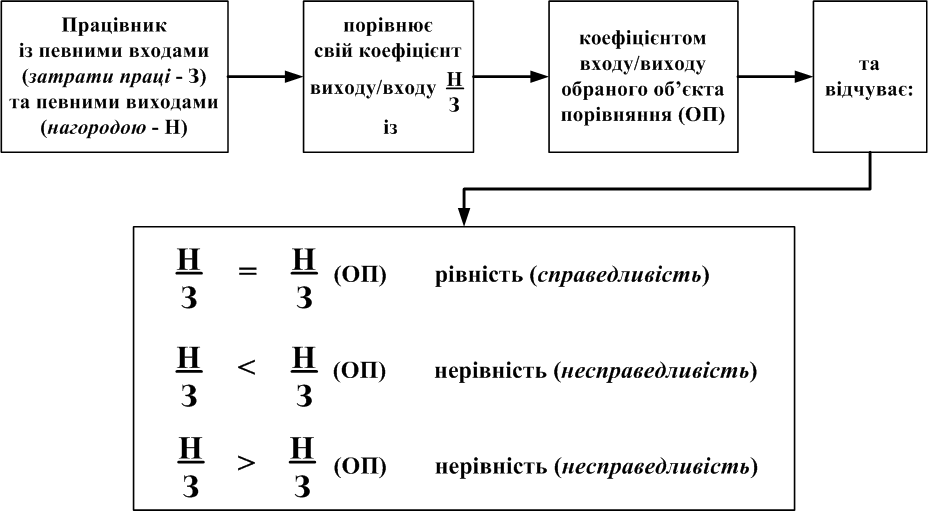 Працівник
із певними входами
(затрати праці - З)
та певними виходами
(нагородою - Н)
порівнює
свій коефіцієнт
виходу/входу Н/З
із
коефіцієнтом
входу/виходу
обраного об’єкта
порівняння (ОП)
та
відчуває:
Н/З = Н/З (ОП) рівність (справедливість)
Н/З < Н/З (ОП) нерівність (несправедливість)
Н/З > Н/З (ОП) нерівність (несправедливість)